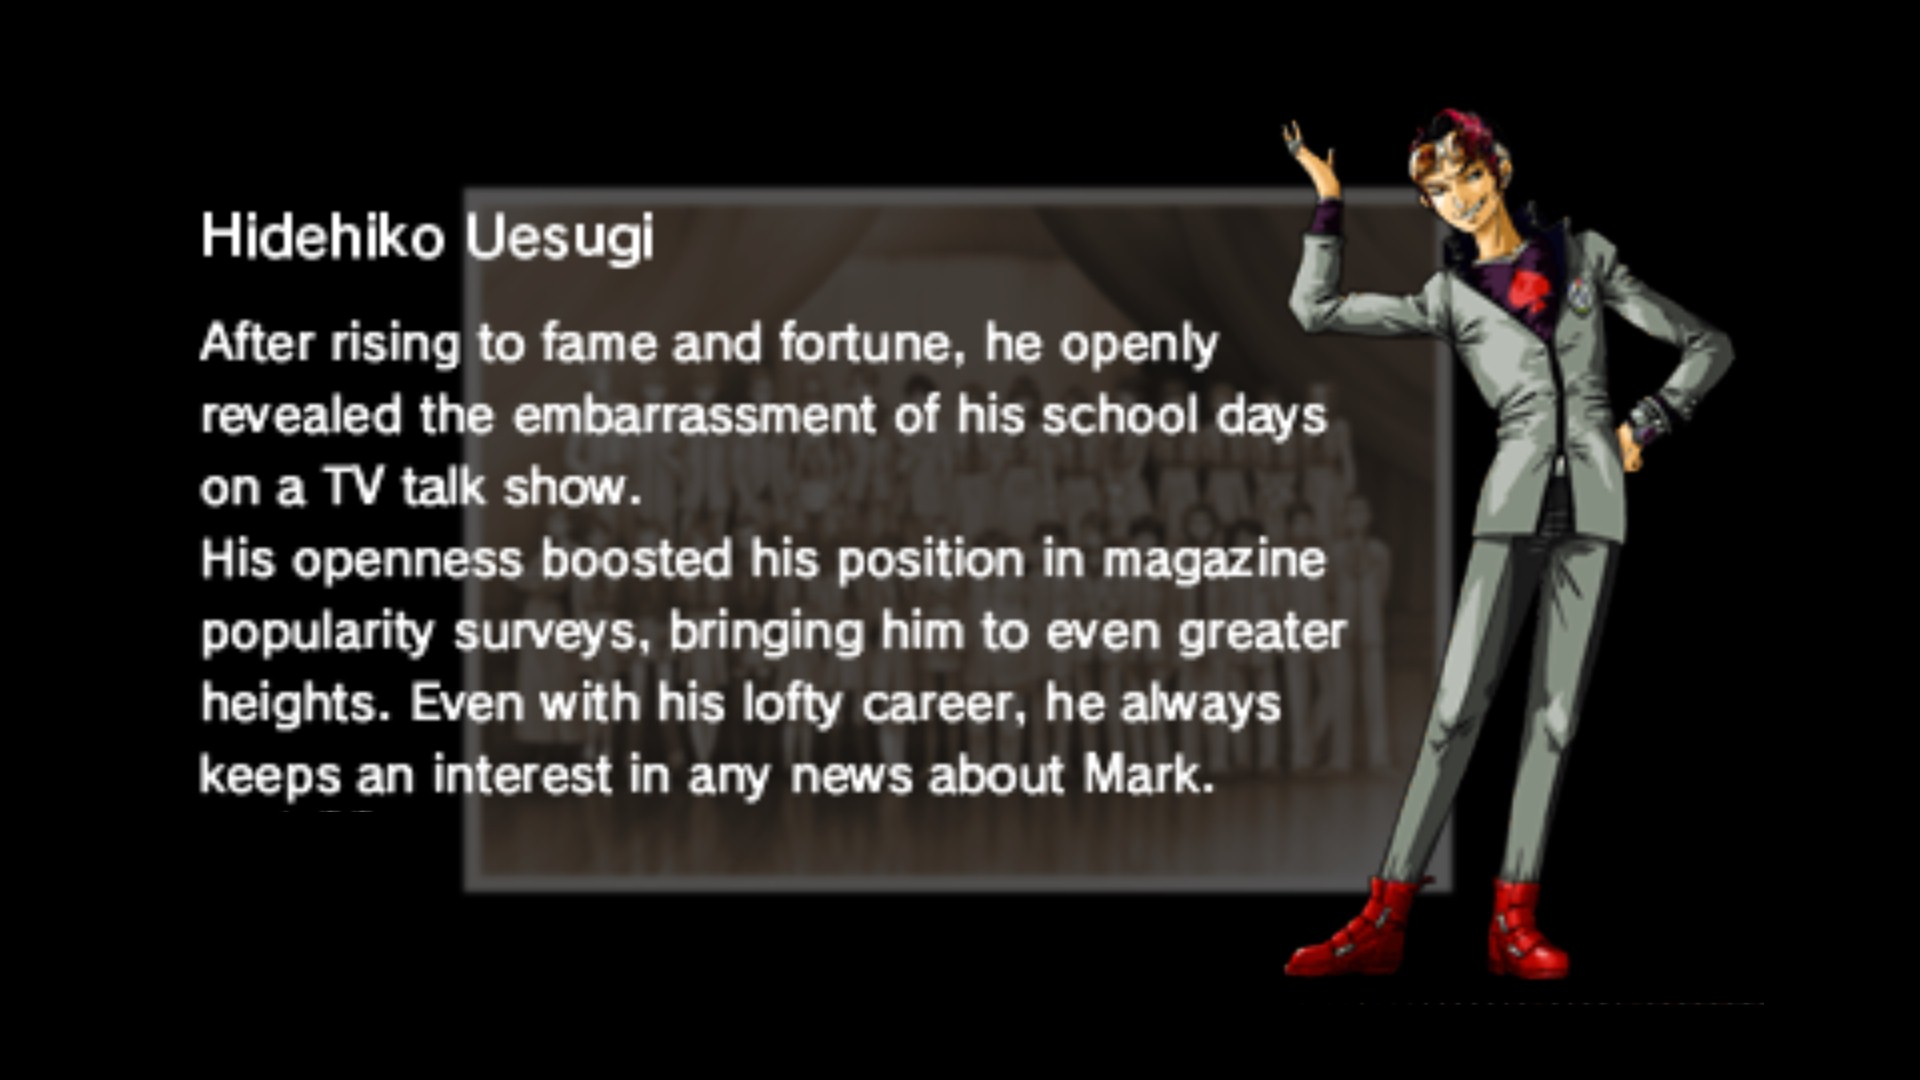 Hidehiko Uesugi
After rising to fame and fortune, he openly
revealed the embarrassment of his school days
on a TV talk show.
His openness boosted his position in magazine
popularity surveys, bringing him to even greater
heights. Even with his lofty career, he always
keeps an interest in any news about Mark.